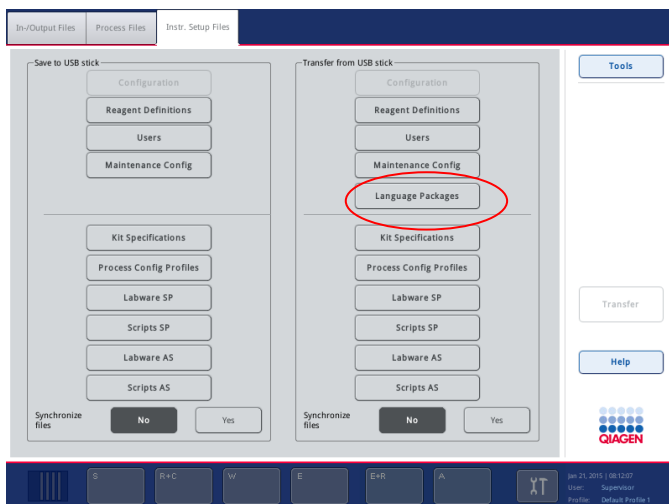 In-/Output Files
Process Files
Instr. Setup Files
Save to USB stick
Configuration
Reagent Definitions
Users
Maintenance Config
Kit Specifications
Process Config Profiles
Labware SP
Scripts SP
Labware AS
Scripts AS
Synchronize
files
No
Yes
Transfer from USB stick
Configuration
Reagent Definitions
Users
Maintenance Config
Language Packages
Kit Specifications
Process Config Profiles
Labware SP
Scripts SP
Labware AS
Scripts AS
Synchronize
files
No
Yes
Tools
Transfer
Help
QIAGEN
S
R+C
W
E
E+R
A
Jan 21, 2015 | 08:12:07
User: Supervisor
Profile: Default Profile 1